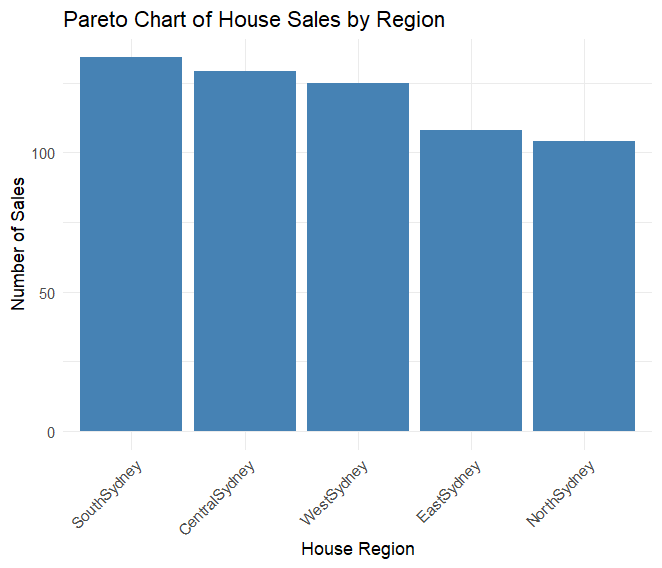 Pareto Chart of House Sales by Region
Number of Sales
100
50
0
SouthSydney
CentralSydney
WestSydney
EastSydney
NorthSydney
House Region